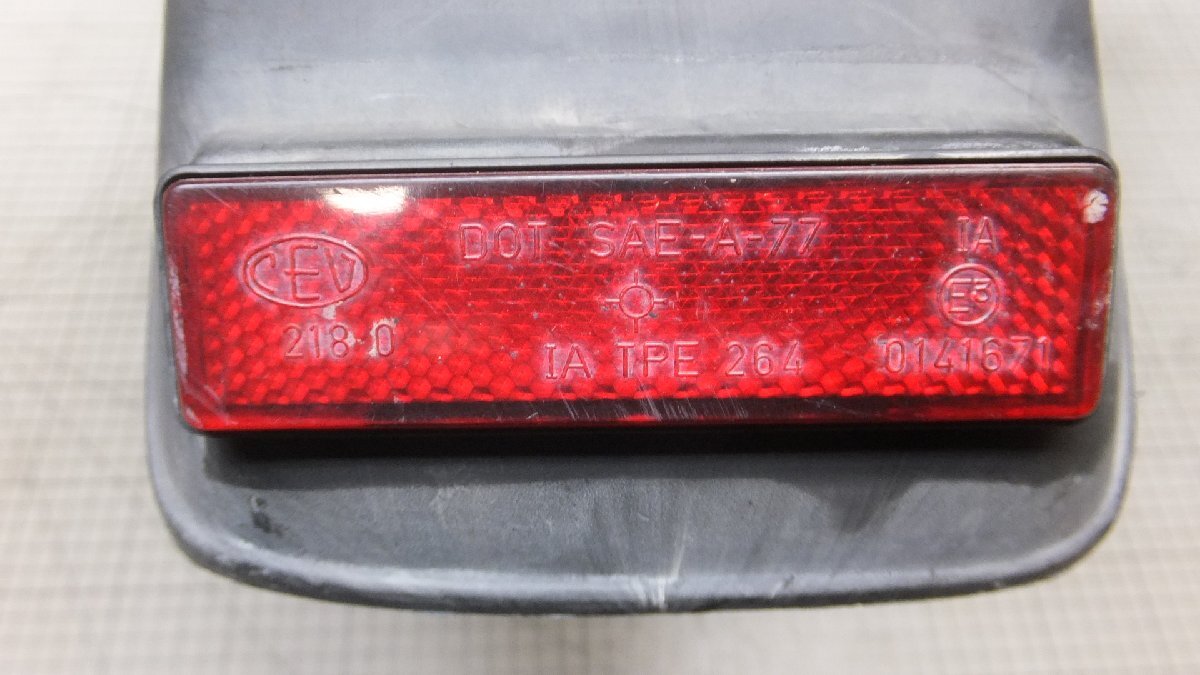 DOT SAE-A-77
IA
CEV
E3
218·0
IA TPE 264
0141671